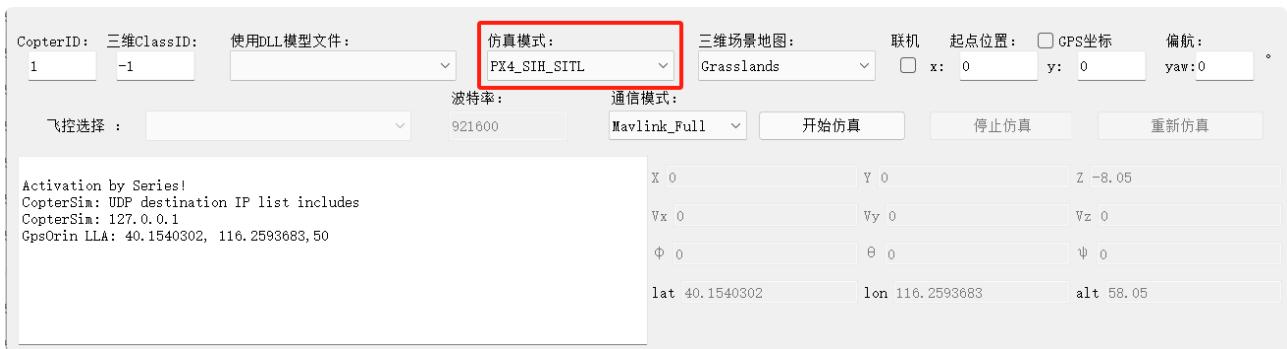 CopterID: 三维ClassID: 使用DLL模型文件: 仿真模式: 三维场景地图: 联机 起点位置: GPS坐标 偏航:
1 -1 PX4_SIH_SITL Grasslands x: 0 y: 0 yaw:0 °
波特率: 通信模式:
飞控选择 : 921600 Mavlink_Full 开始仿真 停止仿真 重新仿真
Activation by Series!
CopterSim: UDP destination IP list includes
CopterSim: 127.0.0.1
GpsOrin LLA: 40.1540302, 116.2593683,50
X 0 Y 0 Z -8.05
Vx 0 Vy 0 Vz 0
Φ 0 θ 0 ψ 0
lat 40.1540302 lon 116.2593683 alt 58.05